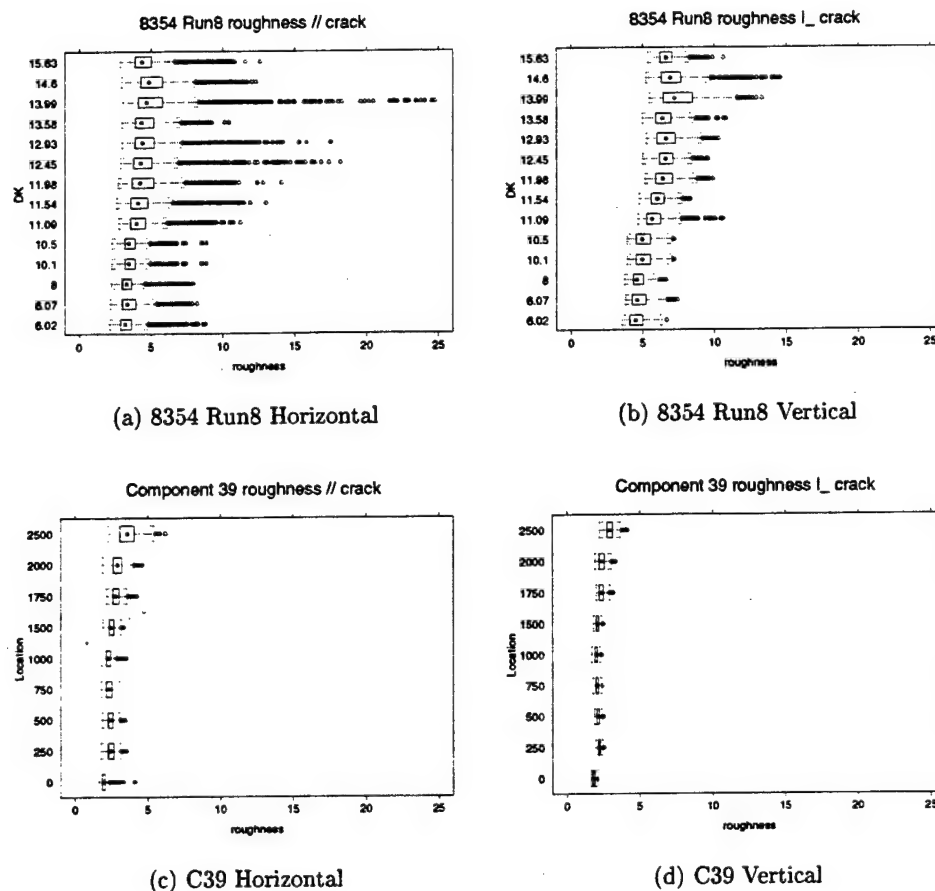 8354 Run8 roughness // crack
15.83
14.6
13.99
13.58
12.93
12.45
11.98
11.54
11.09
10.5
10.1
8
6.07
6.02
DK
0 5 10 15 20 25
roughness
(a) 8354 Run8 Horizontal
8354 Run8 roughness |_ crack
15.83
14.6
13.99
13.58
12.93
12.45
11.98
11.54
11.09
10.5
10.1
8
6.07
6.02
DK
0 5 10 15 20 25
roughness
(b) 8354 Run8 Vertical
Component 39 roughness // crack
2500
2000
1750
1500
1000
750
500
250
0
Location
0 5 10 15 20 25
roughness
(c) C39 Horizontal
Component 39 roughness |_ crack
2500
2000
1750
1500
1000
750
500
250
0
Location
0 5 10 15 20 25
roughness
(d) C39 Vertical